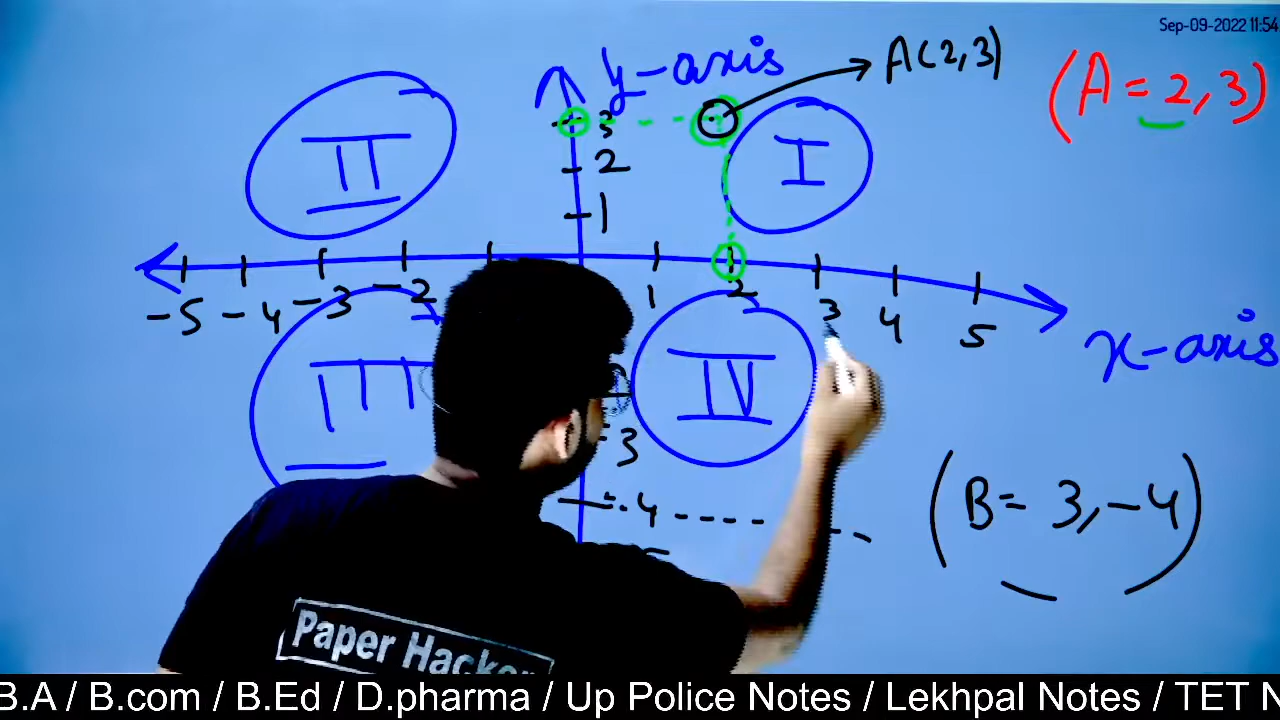 Sep-09-2022 11:54
y-axis
A(2,3)
(A = 2, 3)
II
I
3
2
1
-5 -4 -3 -2 1 2 3 4 5
x-axis
III
IV
3
-4
(B = 3, -4)
Paper Hacker
B.A / B.com / B.Ed / D.pharma / Up Police Notes / Lekhpal Notes / TET N